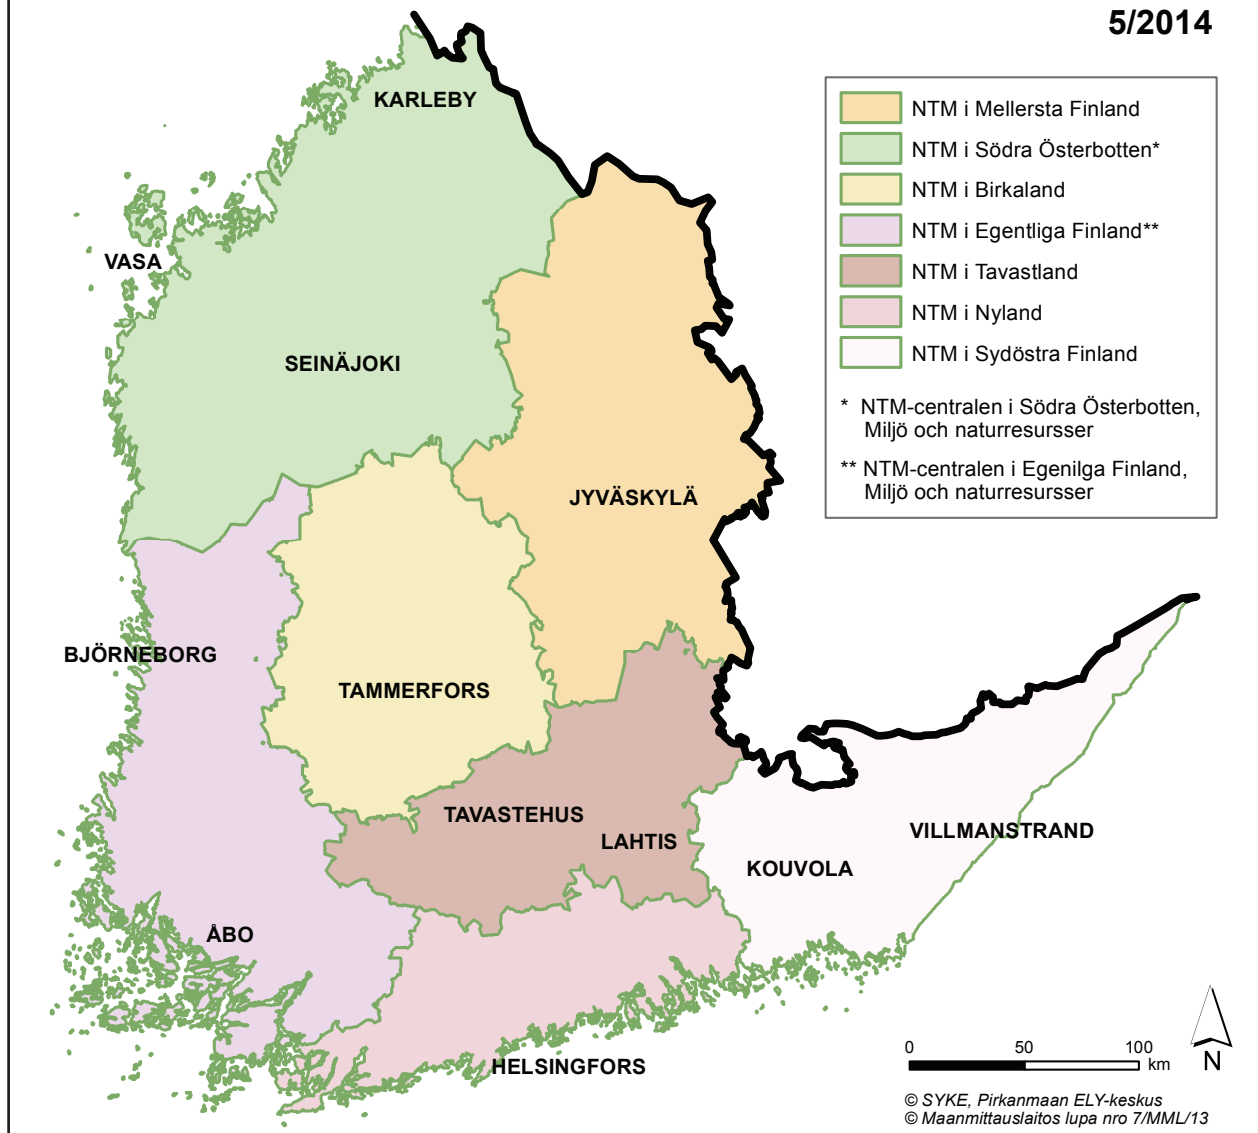 5/2014
KARLEBY
VASA
SEINÄJOKI
JYVÄSKYLÄ
BJÖRNEBORG
TAMMERFORS
TAVASTEHUS
LAHTIS
VILLMANSTRAND
KOUVOLA
ÅBO
HELSINGFORS
NTM i Mellersta Finland
NTM i Södra Österbotten*
NTM i Birkaland
NTM i Egentliga Finland**
NTM i Tavastland
NTM i Nyland
NTM i Sydöstra Finland
* NTM-centralen i Södra Österbotten,
Miljö och naturresursser
** NTM-centralen i Egenilga Finland,
Miljö och naturresursser
0 50 100
km
N
© SYKE, Pirkanmaan ELY-keskus
© Maanmittauslaitos lupa nro 7/MML/13